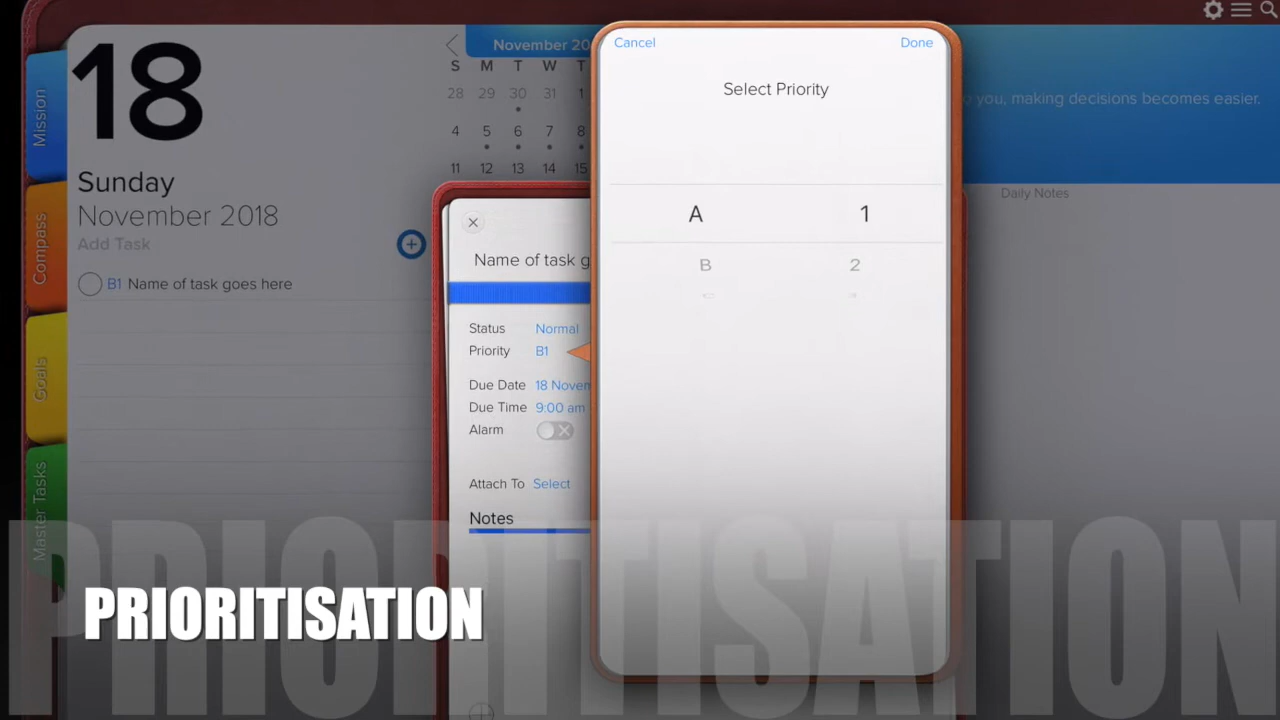 18
Sunday
November 2018
Add Task
B1 Name of task goes here
Mission
Compass
Goals
Master Tasks
November 20
S M T W T
28 29 30 31 1
4 5 6 7 8
11 12 13 14 15
you, making decisions becomes easier.
Daily Notes
Name of task g
Status Normal
Priority B1
Due Date 18 Novem
Due Time 9:00 am
Alarm
Attach To Select
Notes
Cancel Done
Select Priority
A 1
B 2
PRIORITISATION
PRIORITISATION